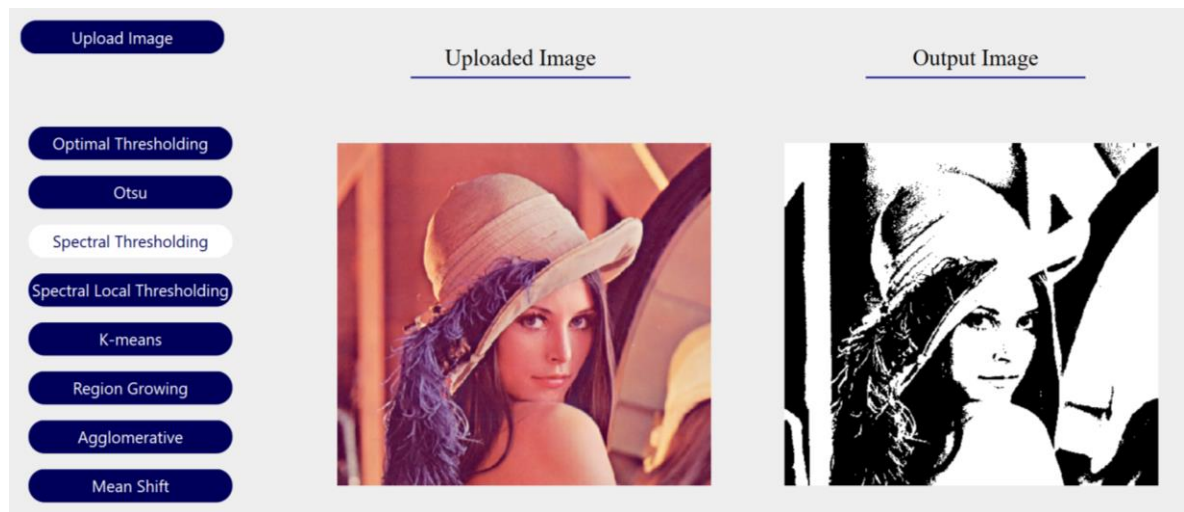 Upload Image
Uploaded Image
Output Image
Optimal Thresholding
Otsu
Spectral Thresholding
Spectral Local Thresholding
K-means
Region Growing
Agglomerative
Mean Shift